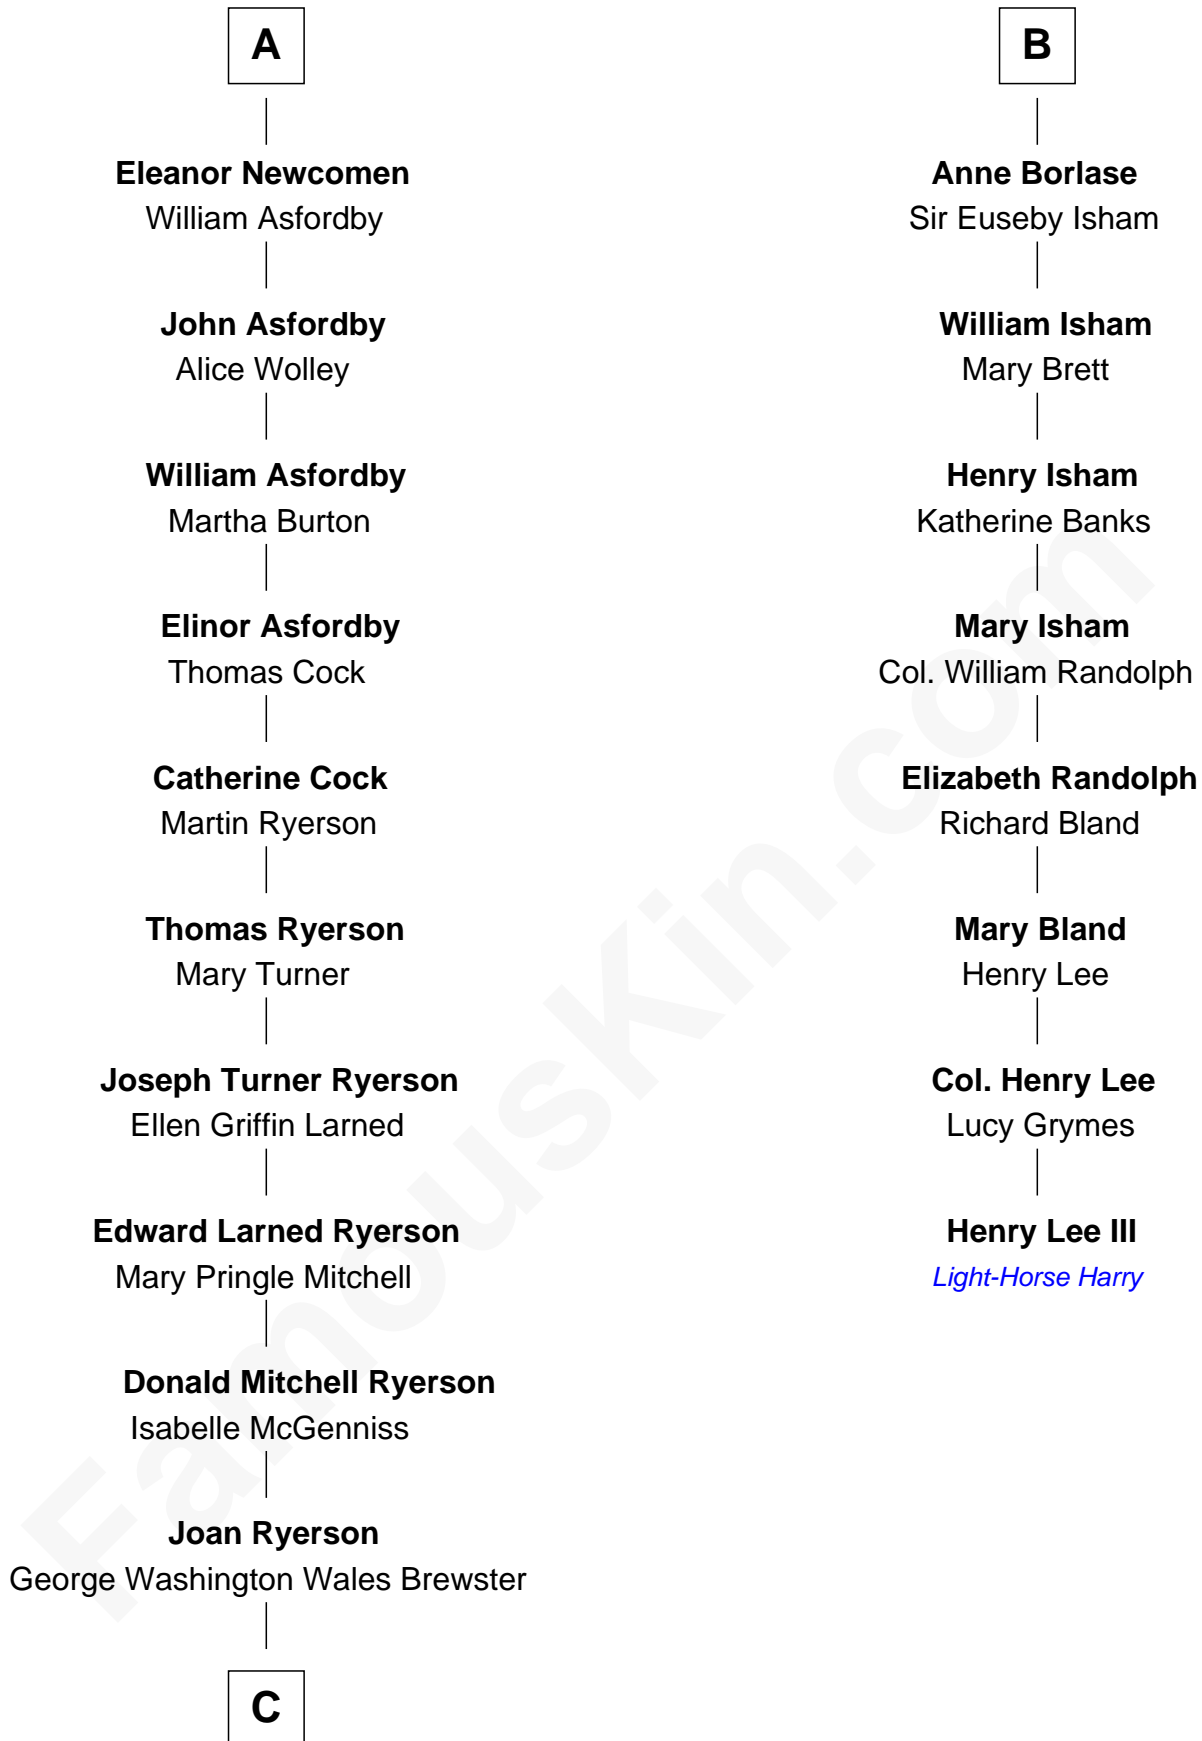 A
Eleanor Newcomen
William Asfordby
John Asfordby
Alice Wolley
William Asfordby
Martha Burton
Elinor Asfordby
Thomas Cock
Catherine Cock
Martin Ryerson
Thomas Ryerson
Mary Turner
Joseph Turner Ryerson
Ellen Griffin Larned
Edward Larned Ryerson
Mary Pringle Mitchell
Donald Mitchell Ryerson
Isabelle McGenniss
Joan Ryerson
George Washington Wales Brewster
C
B
Anne Borlase
Sir Euseby Isham
William Isham
Mary Brett
Henry Isham
Katherine Banks
Mary Isham
Col. William Randolph
Elizabeth Randolph
Richard Bland
Mary Bland
Henry Lee
Col. Henry Lee
Lucy Grymes
Henry Lee III
Light-Horse Harry
FamousKin.com